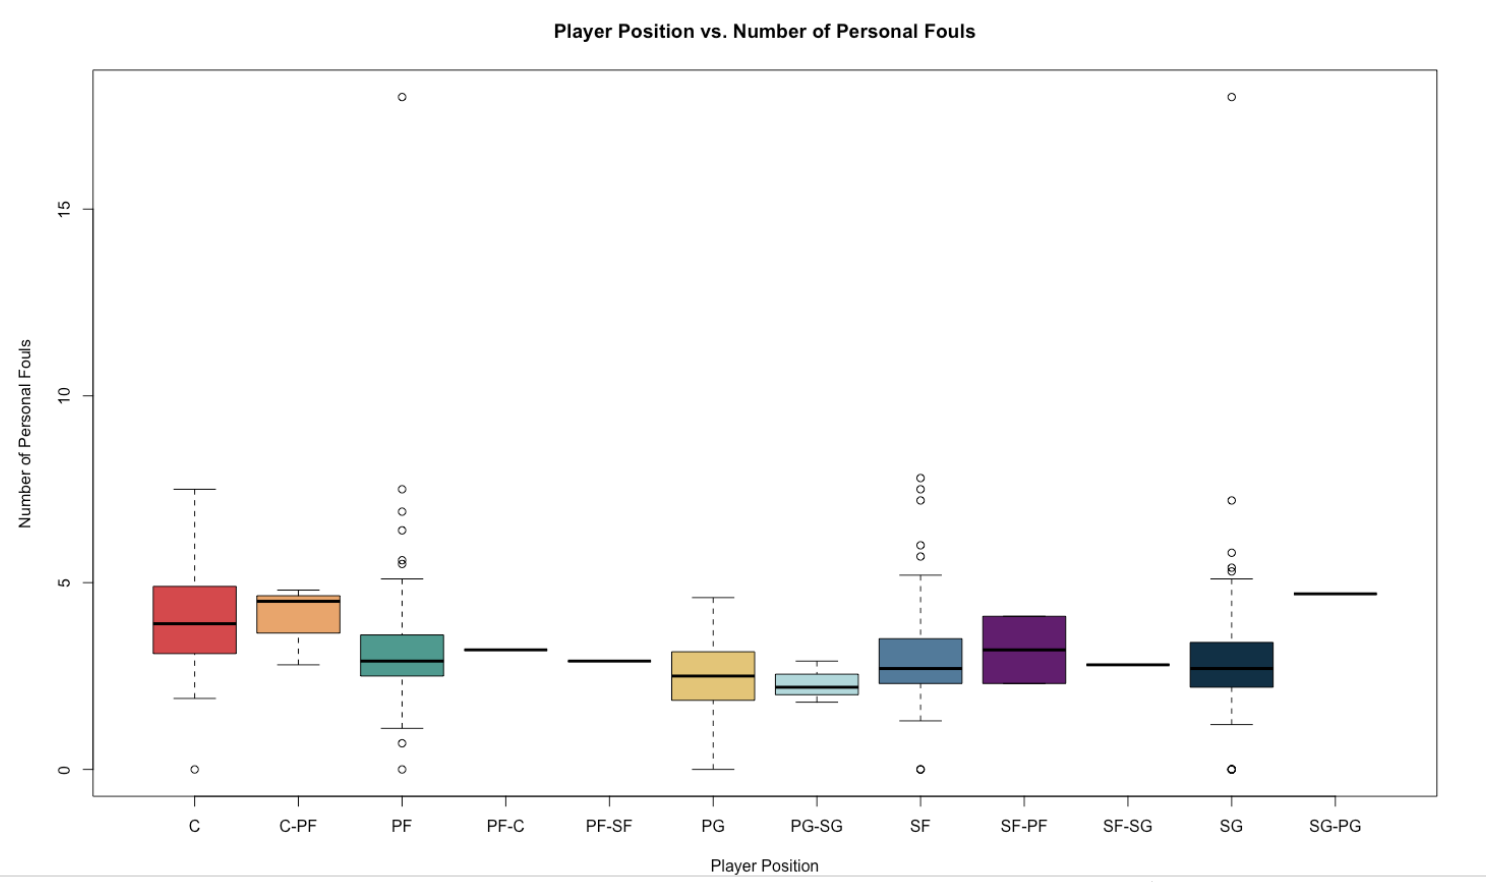 Player Position vs. Number of Personal Fouls
Number of Personal Fouls
15
10
5
0
C C-PF PF PF-C PF-SF PG PG-SG SF SF-PF SF-SG SG SG-PG
Player Position